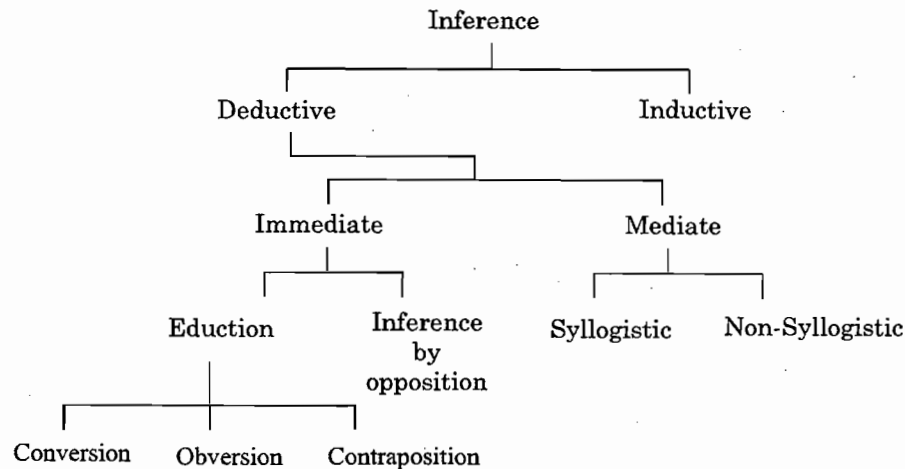 Inference
Deductive Inductive
Immediate Mediate
Eduction Inference by opposition Syllogistic Non-Syllogistic
Conversion Obversion Contraposition